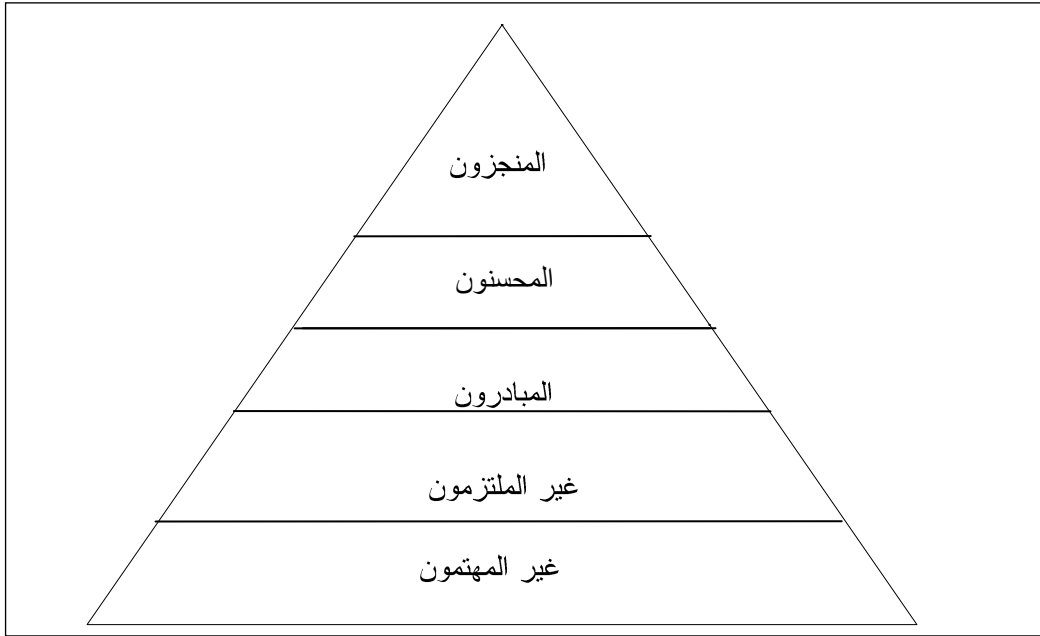 المنجزون
المحسنون
المبادرون
غير الملتزمون
غير المهتمون